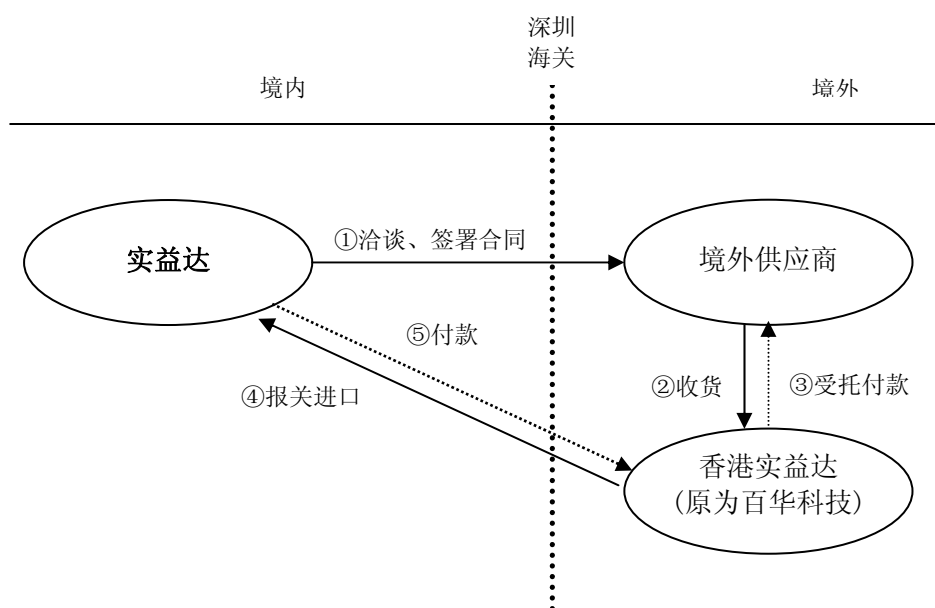 深圳
海关
境内
境外
①洽谈、签署合同
实益达
境外供应商
⑤付款
②收货
③受托付款
④报关进口
香港实益达
(原为百华科技)